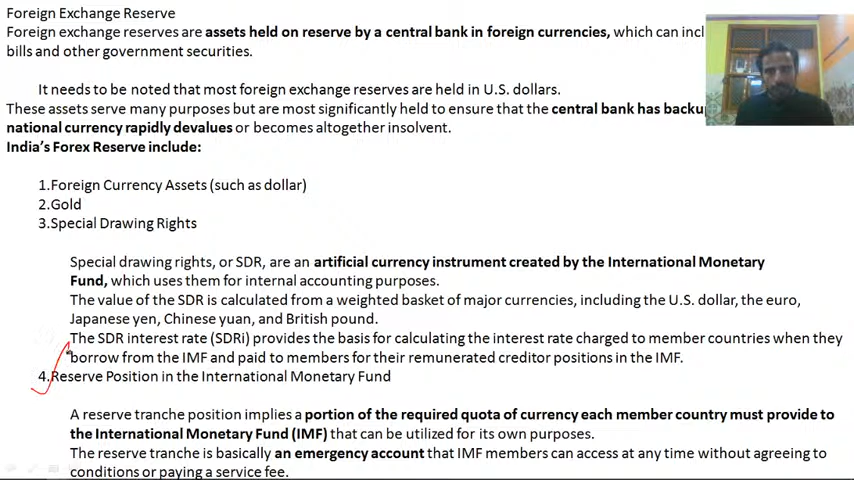 Foreign Exchange Reserve
Foreign exchange reserves are assets held on reserve by a central bank in foreign currencies, which can
bills and other government securities.
It needs to be noted that most foreign exchange reserves are held in U.S. dollars.
These assets serve many purposes but are most significantly held to ensure that the central bank has
national currency rapidly devalues or becomes altogether insolvent.
India's Forex Reserve include:
1.Foreign Currency Assets (such as dollar)
2.Gold
3.Special Drawing Rights
Special drawing rights, or SDR, are an artificial currency instrument created by the International Monetary
Fund, which uses them for internal accounting purposes.
The value of the SDR is calculated from a weighted basket of major currencies, including the U.S. dollar, the euro,
Japanese yen, Chinese yuan, and British pound.
The SDR interest rate (SDRi) provides the basis for calculating the interest rate charged to member countries when they
borrow from the IMF and paid to members for their remunerated creditor positions in the IMF.
4.Reserve Position in the International Monetary Fund
A reserve tranche position implies a portion of the required quota of currency each member country must provide to
the International Monetary Fund (IMF) that can be utilized for its own purposes.
The reserve tranche is basically an emergency account that IMF members can access at any time without agreeing to
conditions or paying a service fee.